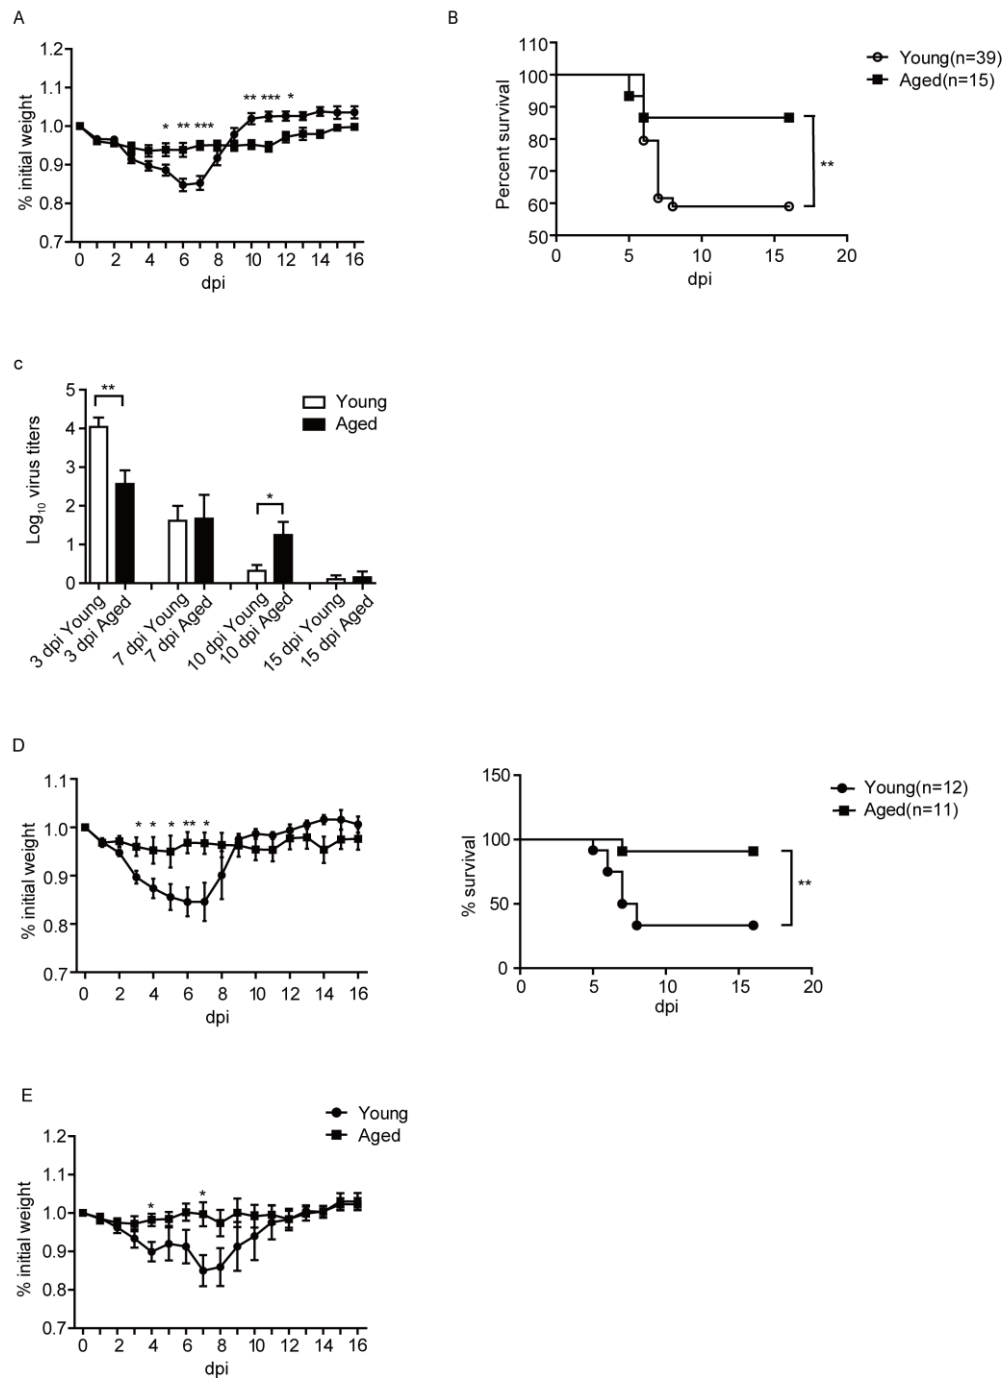 A
1.2
1.1
1.0
0.9
0.8
0.7
% initial weight
* ** *** ** *** *
0 2 4 6 8 10 12 14 16
dpi
B
110
100
90
80
70
60
50
Percent survival
0 5 10 15 20
dpi
Young(n=39)
Aged(n=15)
**
c
5
4
3
2
1
0
Log10 virus titers
**
*
Young
Aged
3 dpi Young
3 dpi Aged
7 dpi Young
7 dpi Aged
10 dpi Young
10 dpi Aged
15 dpi Young
15 dpi Aged
D
1.1
1.0
0.9
0.8
0.7
% initial weight
* * * ** *
0 2 4 6 8 10 12 14 16
dpi
150
100
50
0
% survival
0 5 10 15 20
dpi
Young(n=12)
Aged(n=11)
**
E
Young
Aged
1.2
1.1
1.0
0.9
0.8
0.7
% initial weight
* *
0 2 4 6 8 10 12 14 16
dpi